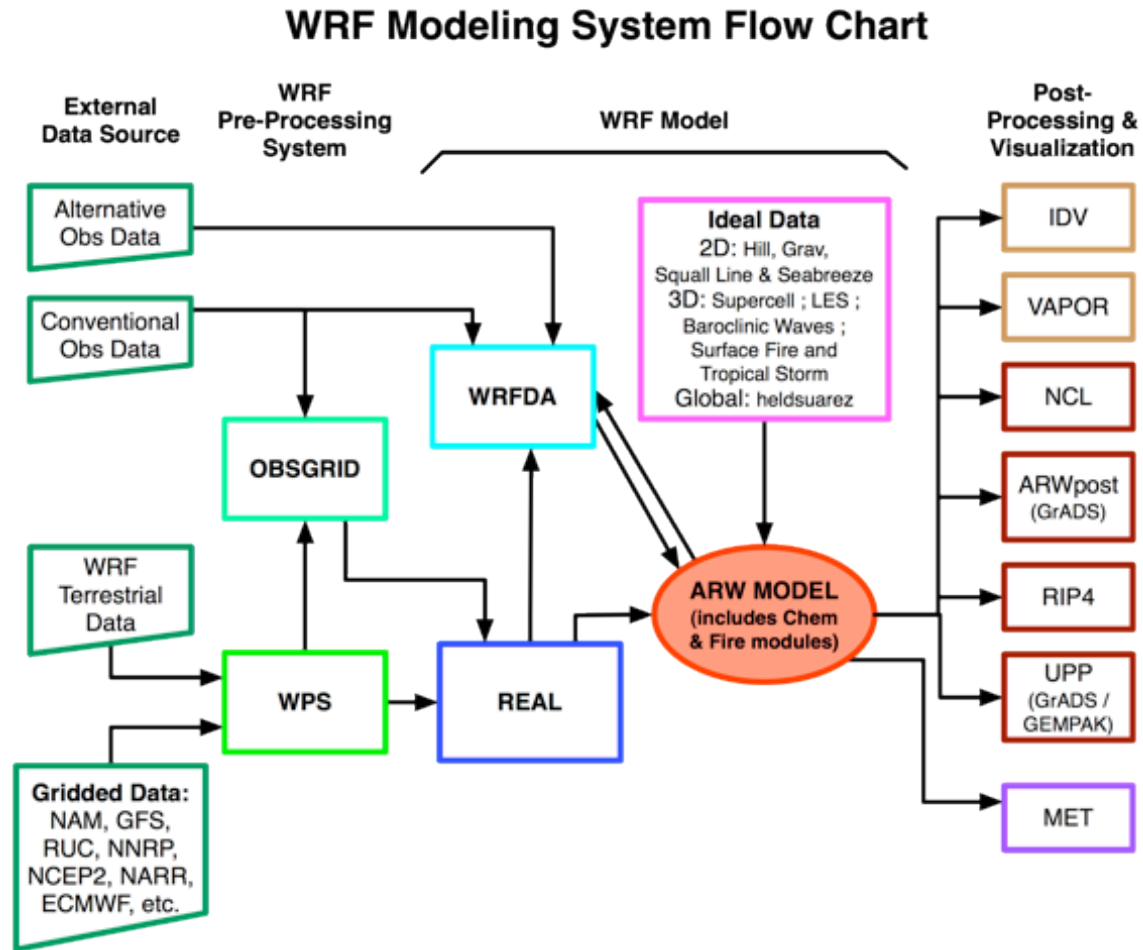 WRF Modeling System Flow Chart
External
Data Source
WRF
Pre-Processing
System
WRF Model
Post-
Processing &
Visualization
Alternative
Obs Data
Conventional
Obs Data
WRF
Terrestrial
Data
Gridded Data:
NAM, GFS,
RUC, NNRP,
NCEP2, NARR,
ECMWF, etc.
OBSGRID
WPS
WRFDA
REAL
Ideal Data
2D: Hill, Grav,
Squall Line & Seabreeze
3D: Supercell ; LES ;
Baroclinic Waves ;
Surface Fire and
Tropical Storm
Global: heldsuarez
ARW MODEL
(includes Chem
& Fire modules)
IDV
VAPOR
NCL
ARWpost
(GrADS)
RIP4
UPP
(GrADS /
GEMPAK)
MET